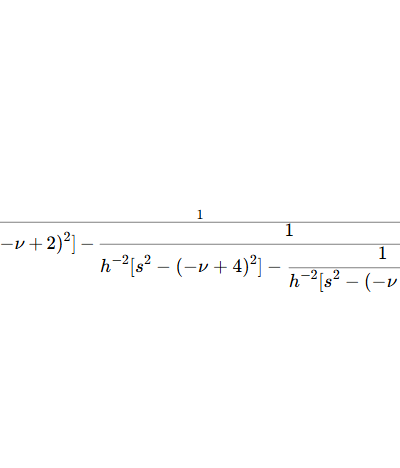 1
−ν + 2)²] − 1
h⁻²[s² − (−ν + 4)²] − 1
h⁻²[s² − (−ν